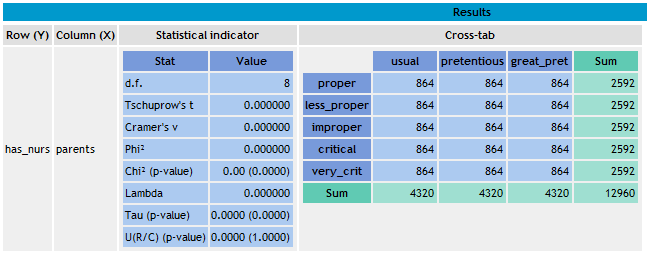 Results
Row (Y) Column (X) Statistical indicator Cross-tab
has_nurs parents
Stat Value
d.f. 8
Tschuprow's t 0.000000
Cramer's v 0.000000
Phi² 0.000000
Chi² (p-value) 0.00 (0.0000)
Lambda 0.000000
Tau (p-value) 0.0000 (0.0000)
U(R/C) (p-value) 0.0000 (1.0000)
usual pretentious great_pret Sum
proper 864 864 864 2592
less_proper 864 864 864 2592
improper 864 864 864 2592
critical 864 864 864 2592
very_crit 864 864 864 2592
Sum 4320 4320 4320 12960